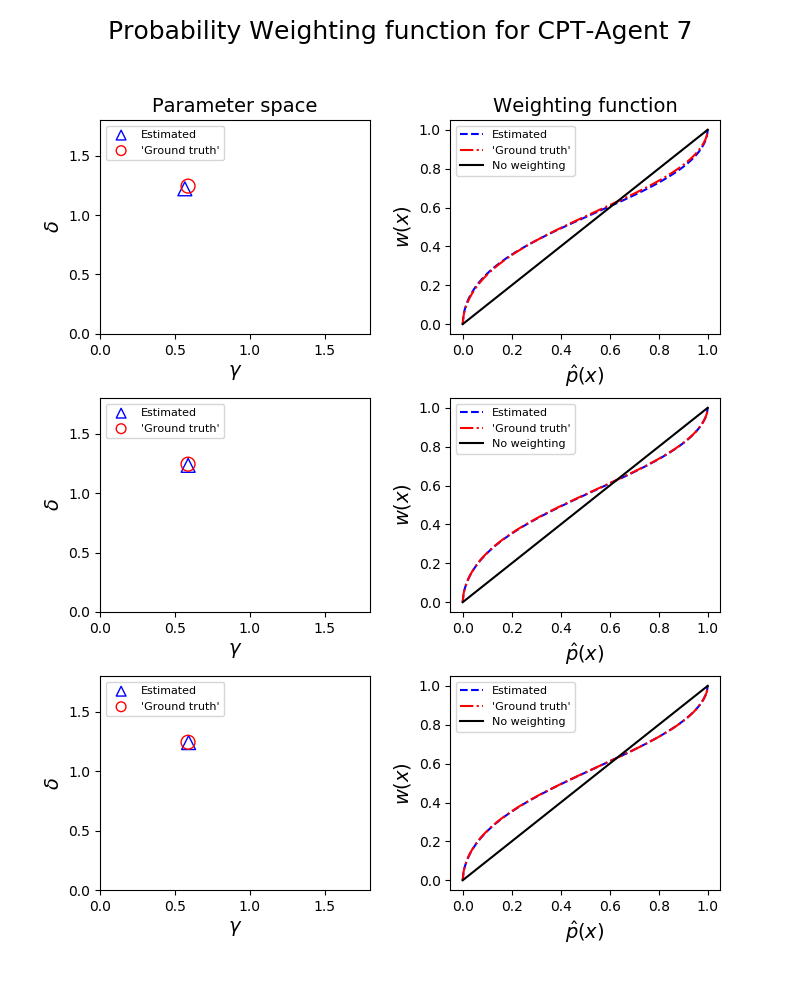 Probability Weighting function for CPT-Agent 7
Parameter space
Estimated
'Ground truth'
1.5
1.0
0.5
0.0
δ
0.0 0.5 1.0 1.5
γ
Weighting function
Estimated
'Ground truth'
No weighting
1.0
0.8
0.6
0.4
0.2
0.0
w(x)
0.0 0.2 0.4 0.6 0.8 1.0
p̂(x)
Estimated
'Ground truth'
1.5
1.0
0.5
0.0
δ
0.0 0.5 1.0 1.5
γ
Estimated
'Ground truth'
No weighting
1.0
0.8
0.6
0.4
0.2
0.0
w(x)
0.0 0.2 0.4 0.6 0.8 1.0
p̂(x)
Estimated
'Ground truth'
1.5
1.0
0.5
0.0
δ
0.0 0.5 1.0 1.5
γ
Estimated
'Ground truth'
No weighting
1.0
0.8
0.6
0.4
0.2
0.0
w(x)
0.0 0.2 0.4 0.6 0.8 1.0
p̂(x)